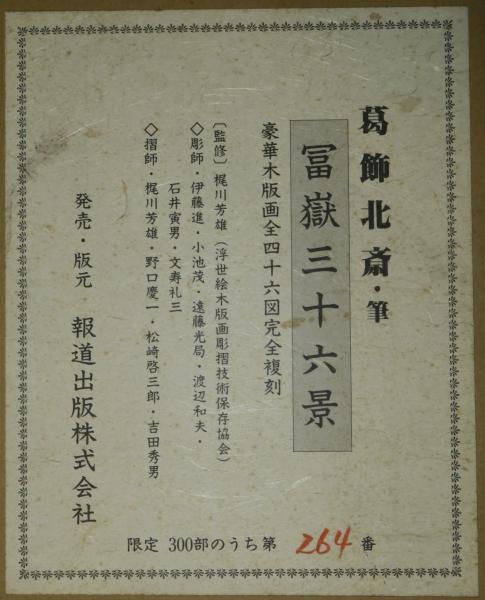 葛飾北斎・筆
冨嶽三十六景
豪華木版画全四十六図完全複刻
〔監修〕梶川芳雄(浮世絵木版画彫摺技術保存協会)
◇彫師・伊藤進・小池茂・遠藤光局・渡辺和夫・
石井寅男・文寿礼三
◇摺師・梶川芳雄・野口慶一・松崎啓三郎・吉田秀男
発売・版元 報道出版株式会社
限定 300部のうち第 264 番